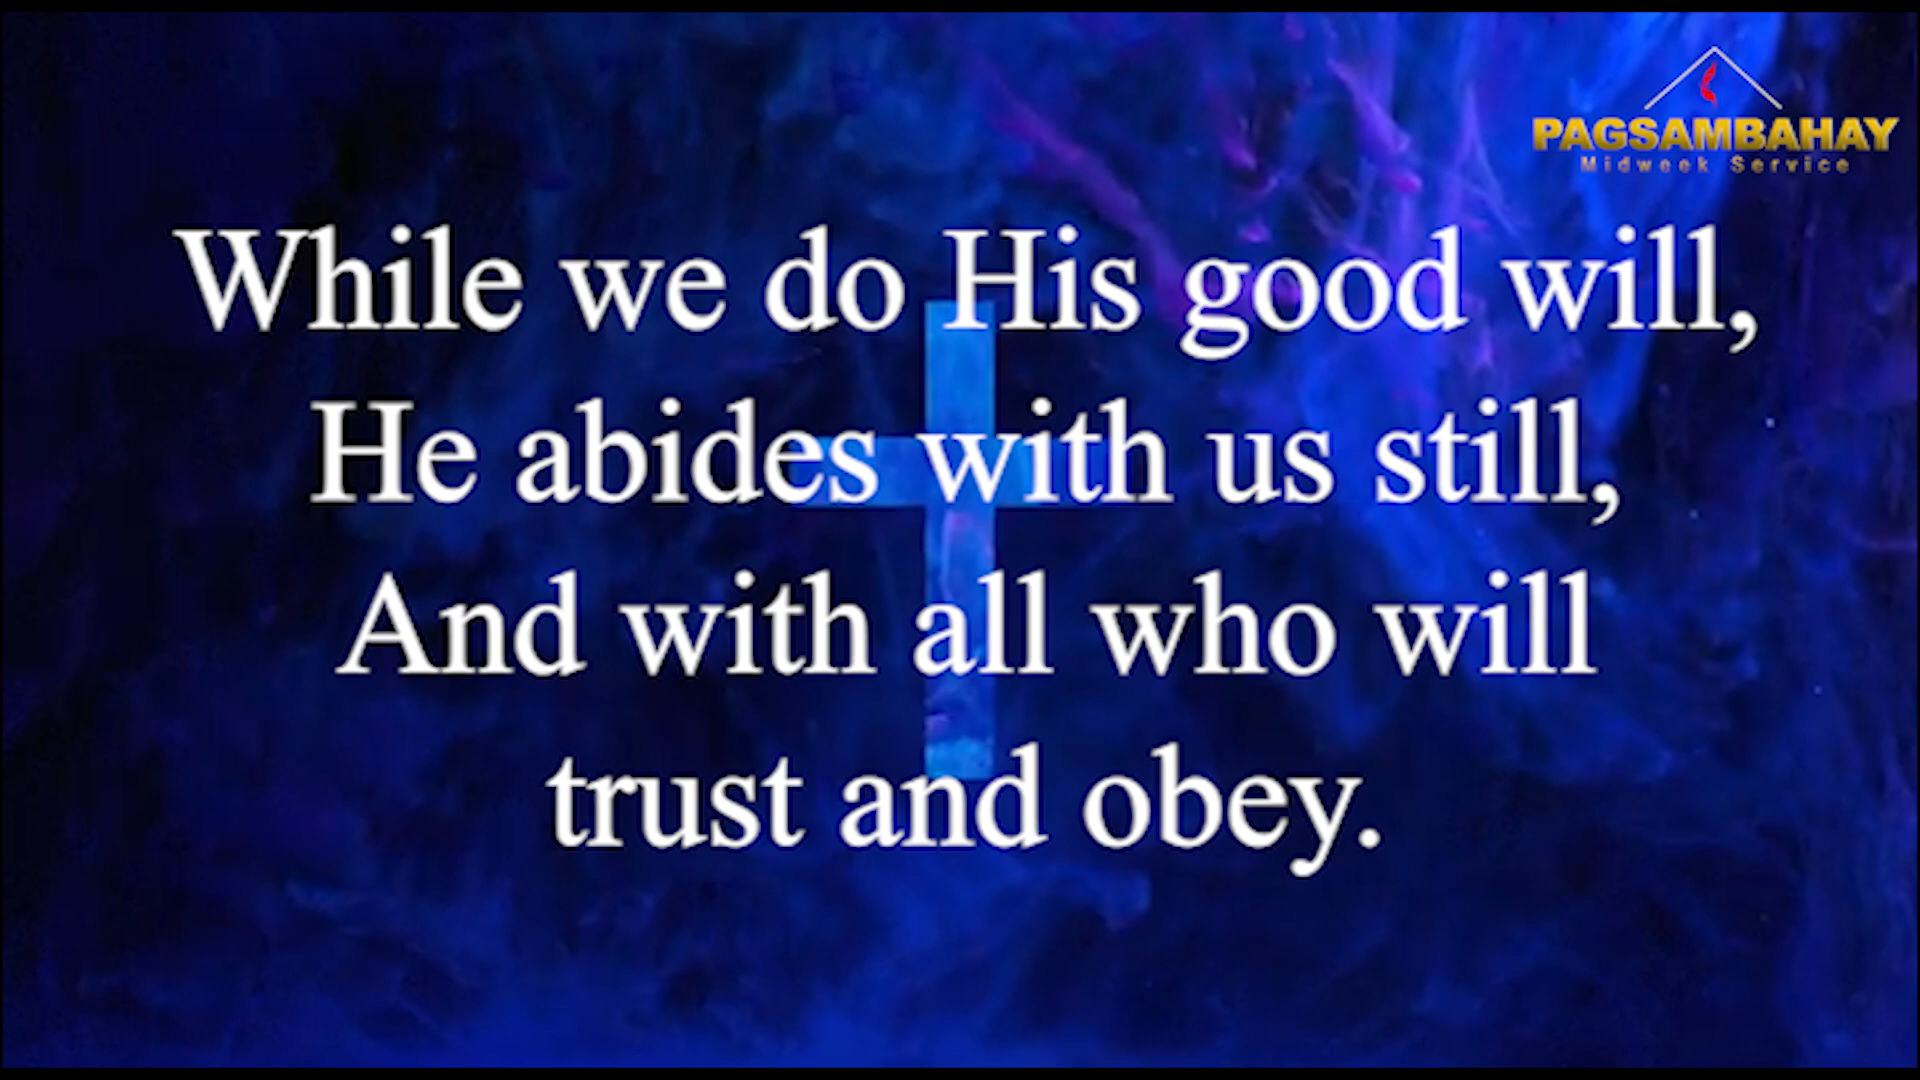 PAGSAMBAHAY
Midweek Service
While we do His good will,
He abides with us still,
And with all who will
trust and obey.